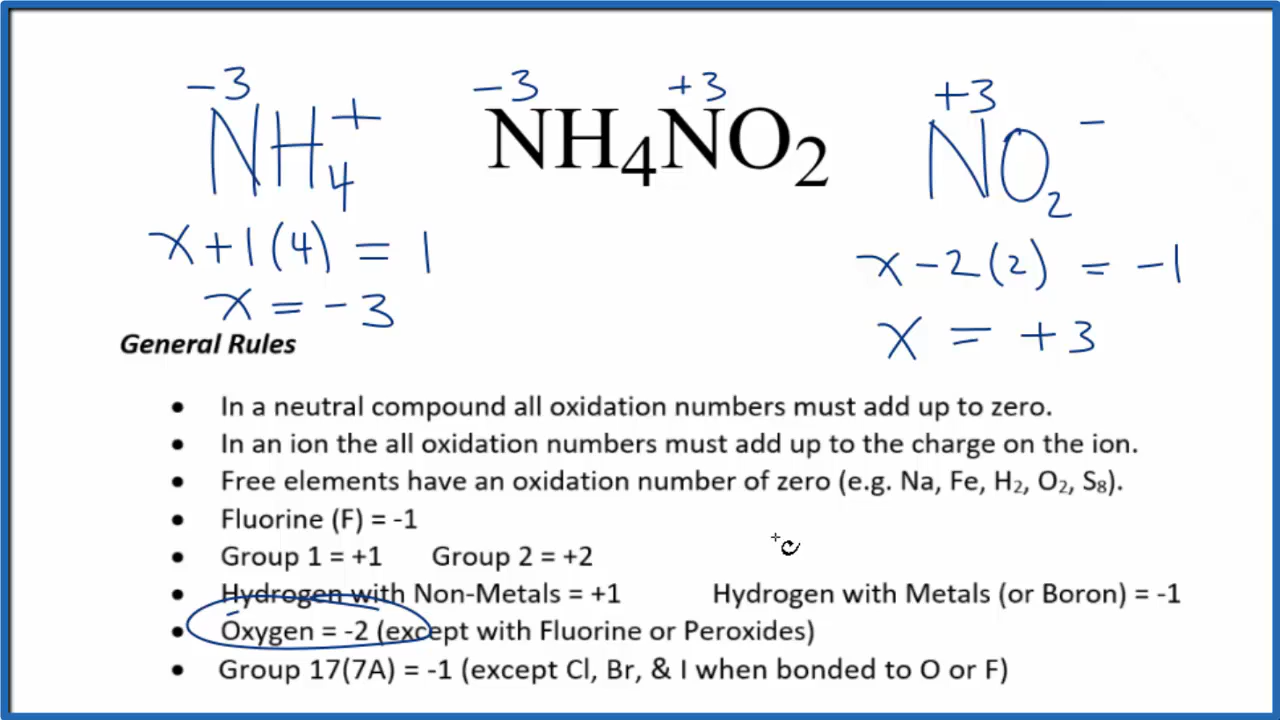 -3 -3 +3 +3
NH₄⁺ NH₄NO₂ NO₂⁻
x+1(4) = 1 x-2(2) = -1
x = -3 x = +3
General Rules
• In a neutral compound all oxidation numbers must add up to zero.
• In an ion the all oxidation numbers must add up to the charge on the ion.
• Free elements have an oxidation number of zero (e.g. Na, Fe, H₂, O₂, S₈).
• Fluorine (F) = -1
• Group 1 = +1 Group 2 = +2
• Hydrogen with Non-Metals = +1 Hydrogen with Metals (or Boron) = -1
• Oxygen = -2 (except with Fluorine or Peroxides)
• Group 17(7A) = -1 (except Cl, Br, & I when bonded to O or F)